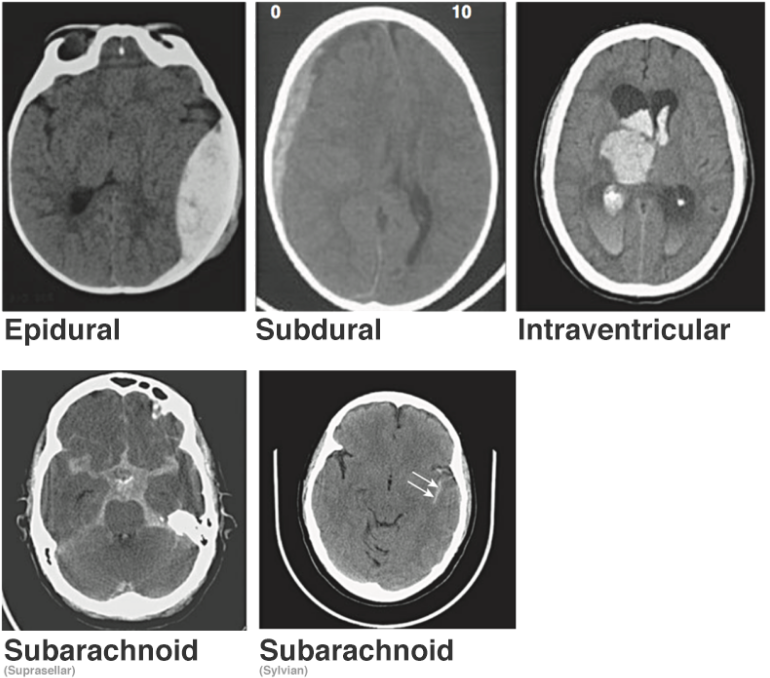 0 10
Epidural
Subdural
Intraventricular
Subarachnoid
(Suprasellar)
Subarachnoid
(Sylvian)